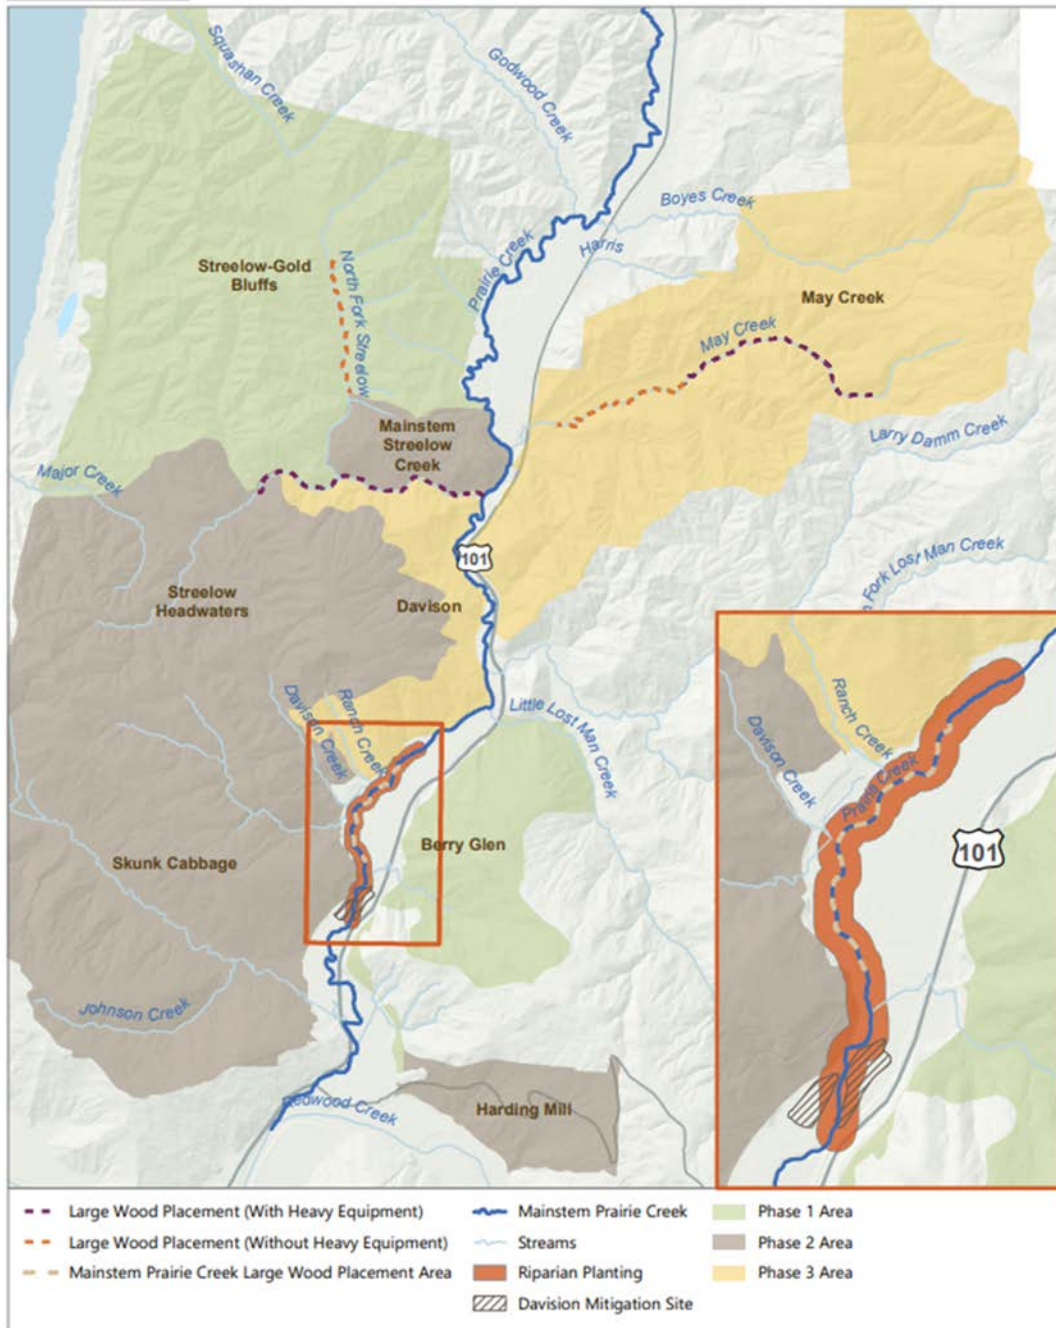 Squashan Creek
Godwood Creek
Boyes Creek
Harris
Prairie Creek
Streelow-Gold
Bluffs
North Fork Streelow
May Creek
May Creek
Mainstem
Streelow
Creek
Larry Damm Creek
Major Creek
101
Fork Lost Man Creek
Streelow
Headwaters
Davison
Davison Creek
Ranch Creek
Little Lost Man Creek
Berry Glen
Skunk Cabbage
Johnson Creek
Redwood Creek
Harding Mill
Ranch Creek
Davison Creek
Prairie Creek
101
Large Wood Placement (With Heavy Equipment)
Large Wood Placement (Without Heavy Equipment)
Mainstem Prairie Creek Large Wood Placement Area
Mainstem Prairie Creek
Streams
Riparian Planting
Davision Mitigation Site
Phase 1 Area
Phase 2 Area
Phase 3 Area